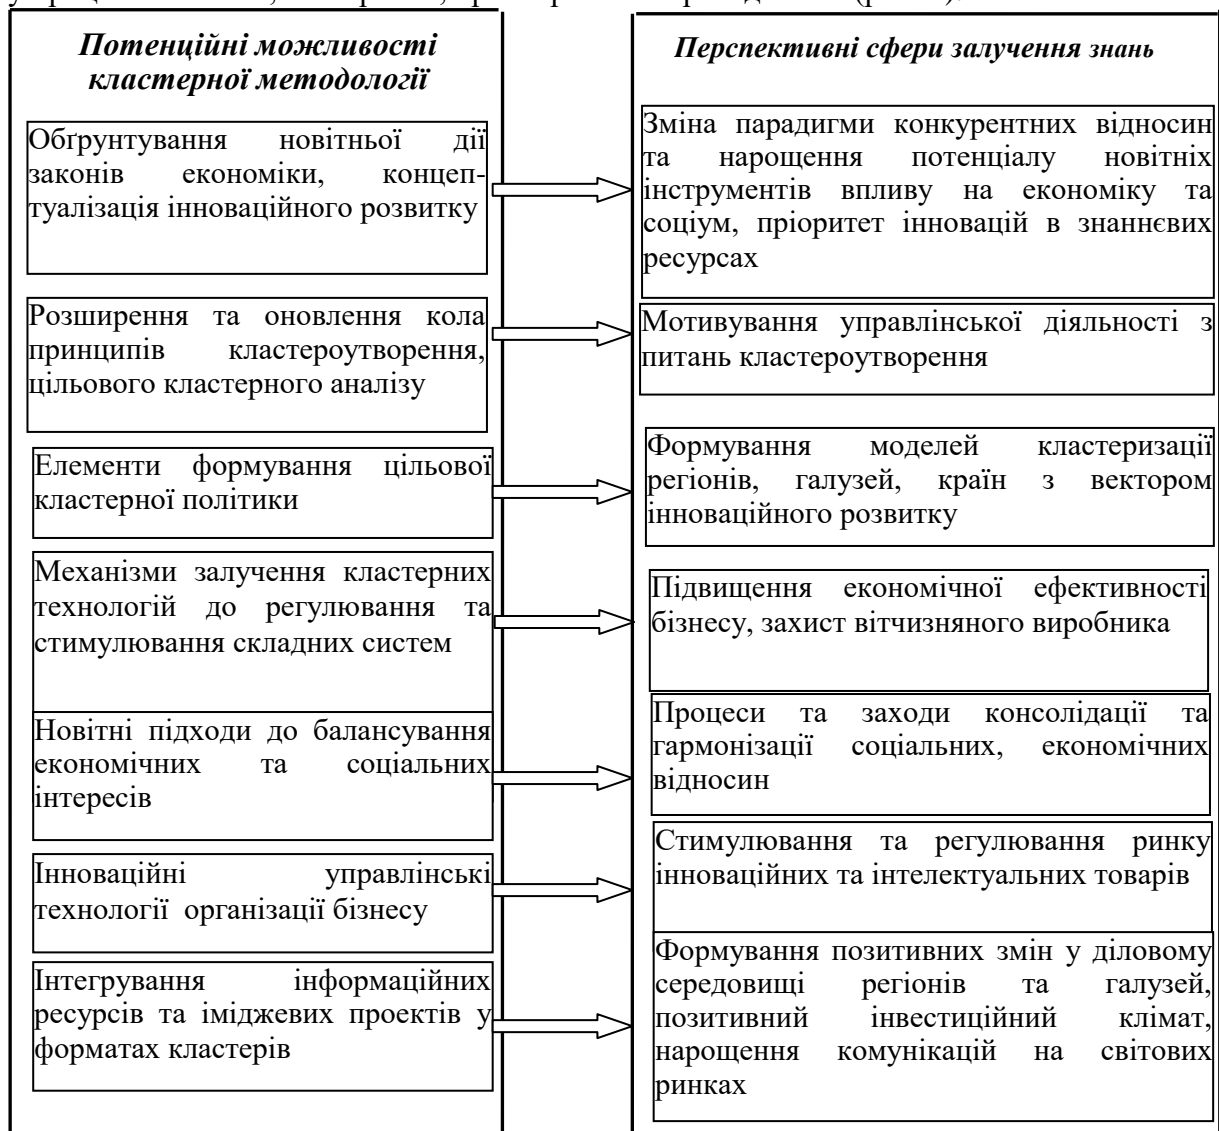 Потенційні можливості
кластерної методології
Обґрунтування новітньої дії
законів економіки, концеп-
туалізація інноваційного розвитку
Розширення та оновлення кола
принципів кластероутворення,
цільового кластерного аналізу
Елементи формування цільової
кластерної політики
Механізми залучення кластерних
технологій до регулювання та
стимулювання складних систем
Новітні підходи до балансування
економічних та соціальних
інтересів
Інноваційні управлінські
технології організації бізнесу
Інтегрування інформаційних
ресурсів та іміджевих проектів у
форматах кластерів
Перспективні сфери залучення знань
Зміна парадигми конкурентних відносин
та нарощення потенціалу новітніх
інструментів впливу на економіку та
соціум, пріоритет інновацій в знаннєвих
ресурсах
Мотивування управлінської діяльності з
питань кластероутворення
Формування моделей кластеризації
регіонів, галузей, країн з вектором
інноваційного розвитку
Підвищення економічної ефективності
бізнесу, захист вітчизняного виробника
Процеси та заходи консолідації та
гармонізації соціальних, економічних
відносин
Стимулювання та регулювання ринку
інноваційних та інтелектуальних товарів
Формування позитивних змін у діловому
середовищі регіонів та галузей,
позитивний інвестиційний клімат,
нарощення комунікацій на світових
ринках